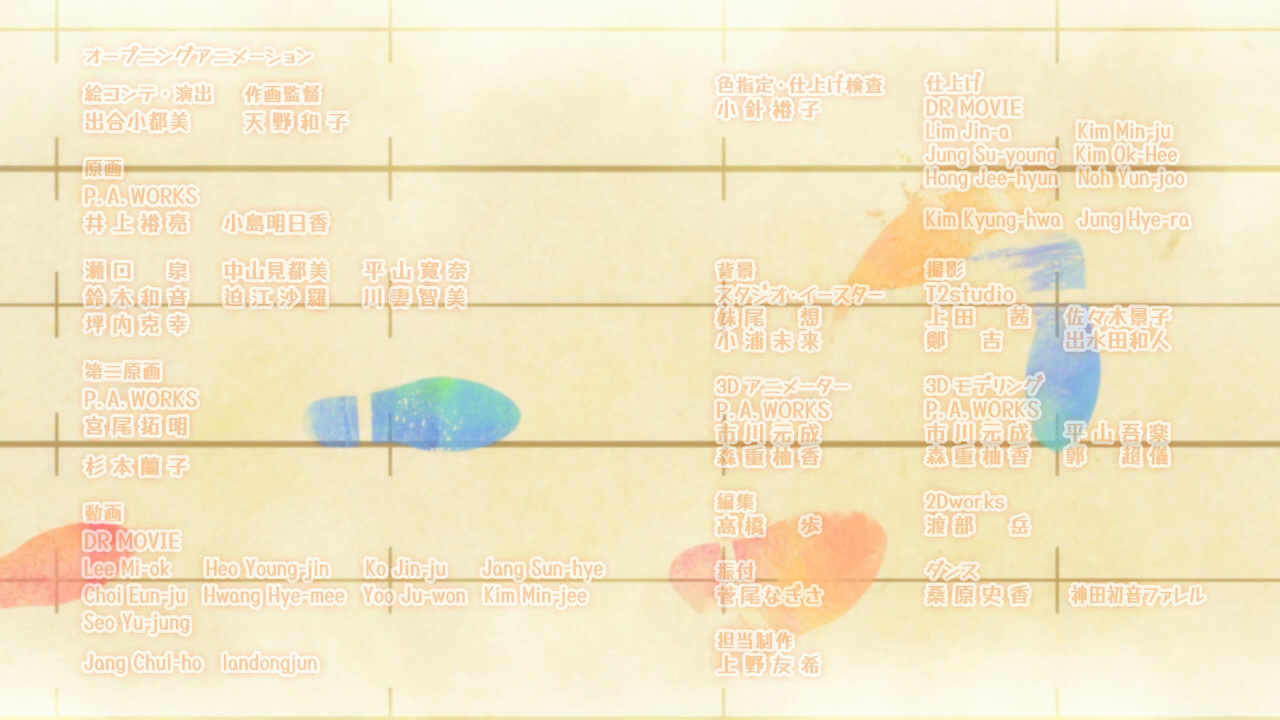 オープニングアニメーション
絵コンテ・演出 作画監督
出合小都美 天野和子
原画
P.A.WORKS
井上裕亮 小島明日香
瀬口 泉 中山見都美 平山寛奈
鈴木和音 迫江沙羅 川妻智美
坪内克幸
第二原画
P.A.WORKS
宮尾拓明
杉本蘭子
動画
DR MOVIE
Lee Mi-ok Heo Young-jin Ko Jin-ju Jang Sun-hye
Choi Eun-ju Hwang Hye-mee Yoo Ju-won Kim Min-jee
Seo Yu-jung
Jang Chul-ho landongjun
色指定・仕上げ検査
小針裕子
仕上げ
DR MOVIE
Lim Jin-a Kim Min-ju
Jung Su-young Kim Ok-Hee
Hong Jee-hyun Noh Yun-joo
Kim Kyung-hwa Jung Hye-ra
背景
スタジオ・イースター
妹尾 想
小浦未来
撮影
T2studio
上田 茜 佐々木景子
鄭 吉 出水田和人
3Dアニメーター
P.A.WORKS
市川元成
森重柚香
3Dモデリング
P.A.WORKS
市川元成 平山吾楽
森重柚香 郭 超儀
編集
髙橋 歩
2Dworks
渡部 岳
振付
菅尾なぎさ
ダンス
桑原史香 神田初音ファレル
担当制作
上野友希